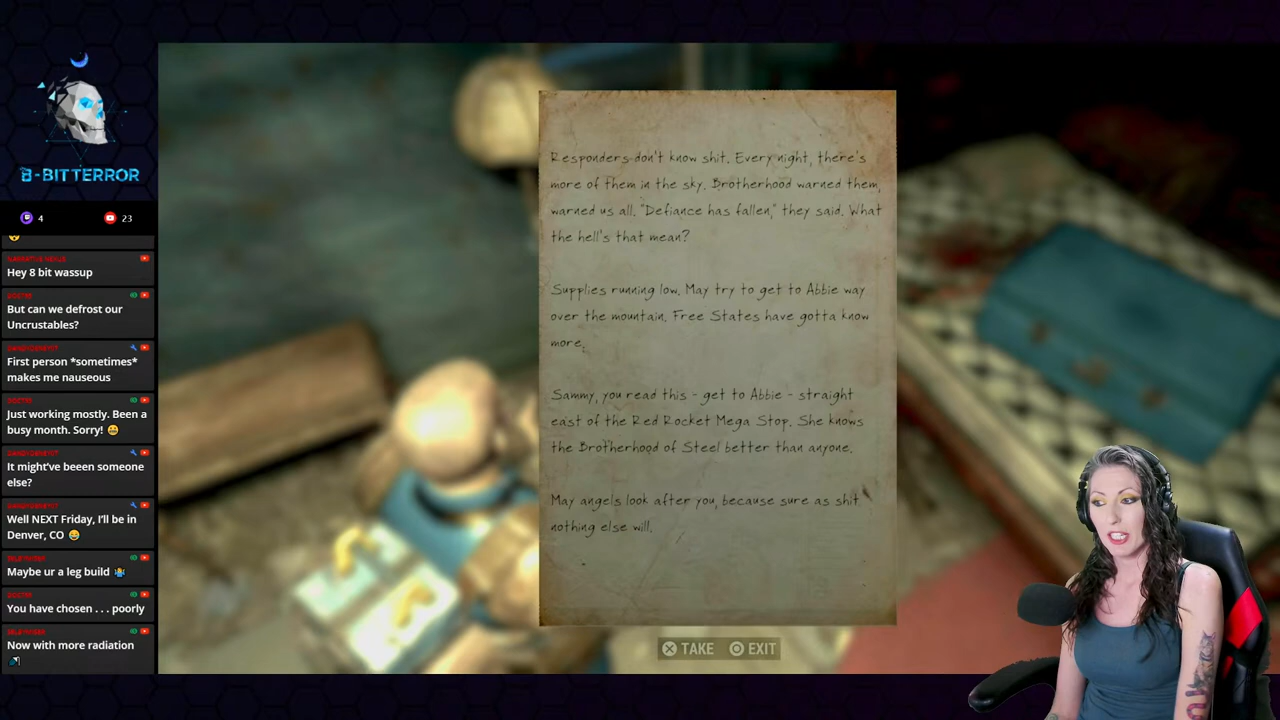 8-BITTERROR
4
23
Hey 8 bit wassup
But can we defrost our
Uncrustables?
First person *sometimes*
makes me nauseous
Just working mostly. Been a
busy month. Sorry! 😄
It might've beeen someone
else?
Well NEXT Friday, I'll be in
Denver, CO 😄
Maybe ur a leg build 🤷
You have chosen . . . poorly
Now with more radiation
Responders don't know shit. Every night, there's
more of them in the sky. Brotherhood warned them,
warned us all. "Defiance has fallen," they said. What
the hell's that mean?
Supplies running low. May try to get to Abbie way
over the mountain. Free States have gotta know
more.
Sammy, you read this - get to Abbie - straight
east of the Red Rocket Mega Stop. She knows
the Brotherhood of Steel better than anyone.
May angels look after you, because sure as shit
nothing else will.
TAKE
EXIT